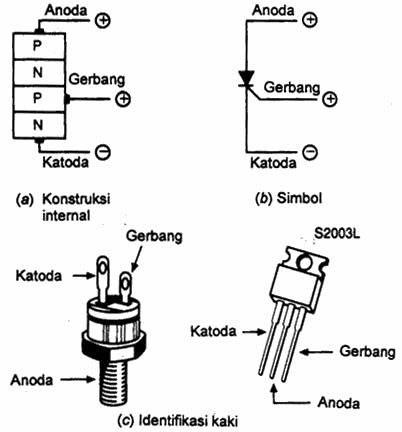 Anoda
P
N
P
N
Gerbang
Katoda
(a) Konstruksi
internal
Anoda
Gerbang
Katoda
(b) Simbol
Gerbang
Katoda
Anoda
S2003L
Katoda
Gerbang
Anoda
(c) Identifikasi kaki